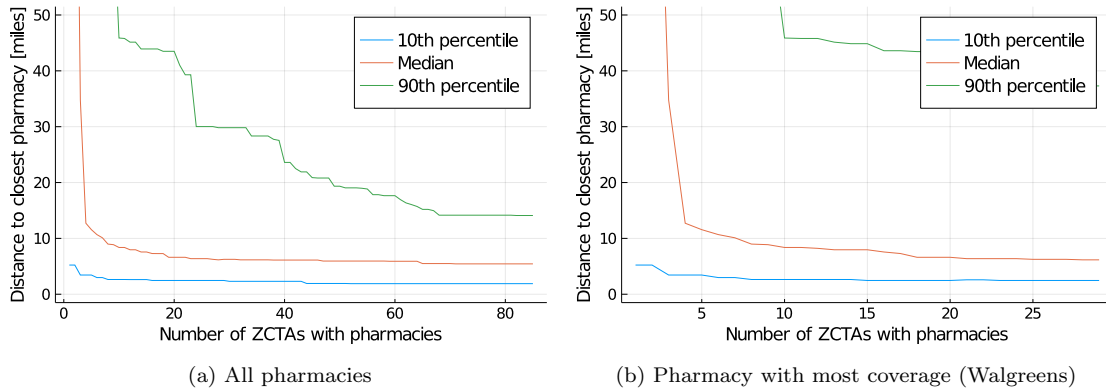 Distance to closest pharmacy [miles]
50
40
30
20
10
0
0
20
40
60
80
Number of ZCTAs with pharmacies
10th percentile
Median
90th percentile
(a) All pharmacies
Distance to closest pharmacy [miles]
50
40
30
20
10
0
5
10
15
20
25
Number of ZCTAs with pharmacies
10th percentile
Median
90th percentile
(b) Pharmacy with most coverage (Walgreens)